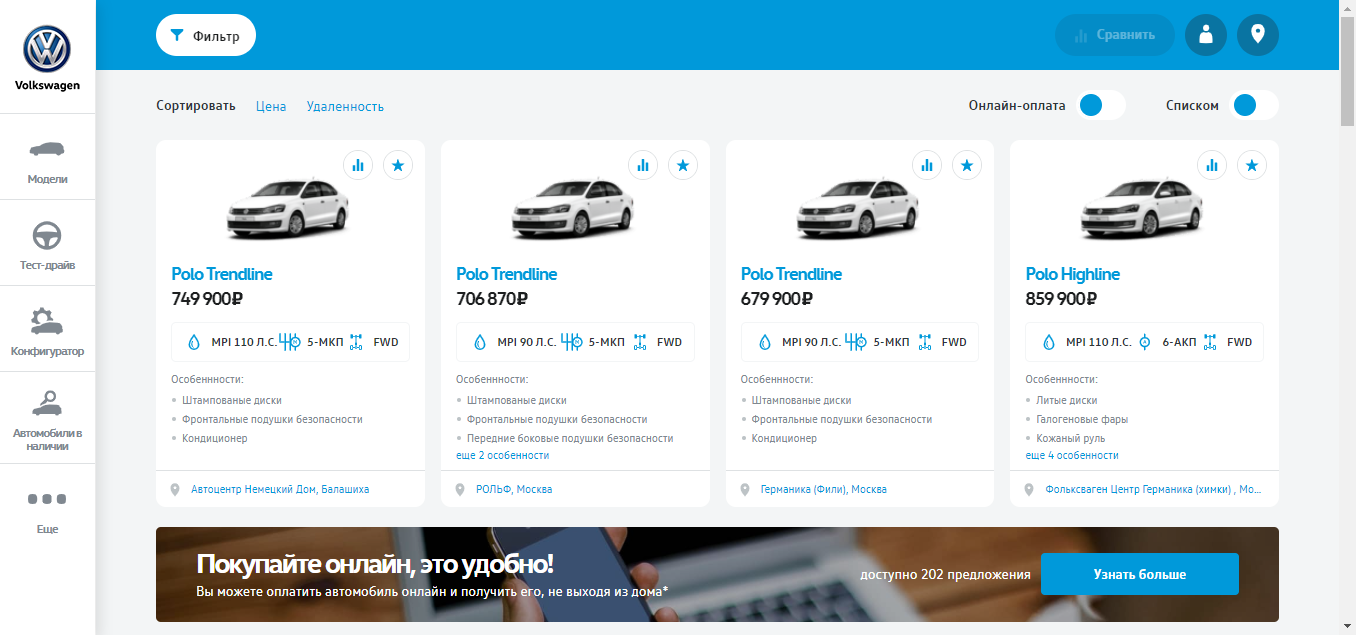 Фильтр
Сравнить
Volkswagen
Модели
Тест-драйв
Конфигуратор
Автомобили в
наличии
Еще
Сортировать Цена Удаленность
Онлайн-оплата Списком
Polo Trendline
749 900₽
MPI 110 Л.С. 5-МКП FWD
Особеннности:
Штампованые диски
Фронтальные подушки безопасности
Кондиционер
Автоцентр Немецкий Дом, Балашиха
Polo Trendline
706 870₽
MPI 90 Л.С. 5-МКП FWD
Особеннности:
Штампованые диски
Фронтальные подушки безопасности
Передние боковые подушки безопасности
еще 2 особенности
РОЛЬФ, Москва
Polo Trendline
679 900₽
MPI 90 Л.С. 5-МКП FWD
Особеннности:
Штампованые диски
Фронтальные подушки безопасности
Кондиционер
Германика (Фили), Москва
Polo Highline
859 900₽
MPI 110 Л.С. 6-АКП FWD
Особеннности:
Литые диски
Галогеновые фары
Кожаный руль
еще 4 особенности
Фольксваген Центр Германика (химки) , Мо...
Покупайте онлайн, это удобно!
Вы можете оплатить автомобиль онлайн и получить его, не выходя из дома*
доступно 202 предложения
Узнать больше